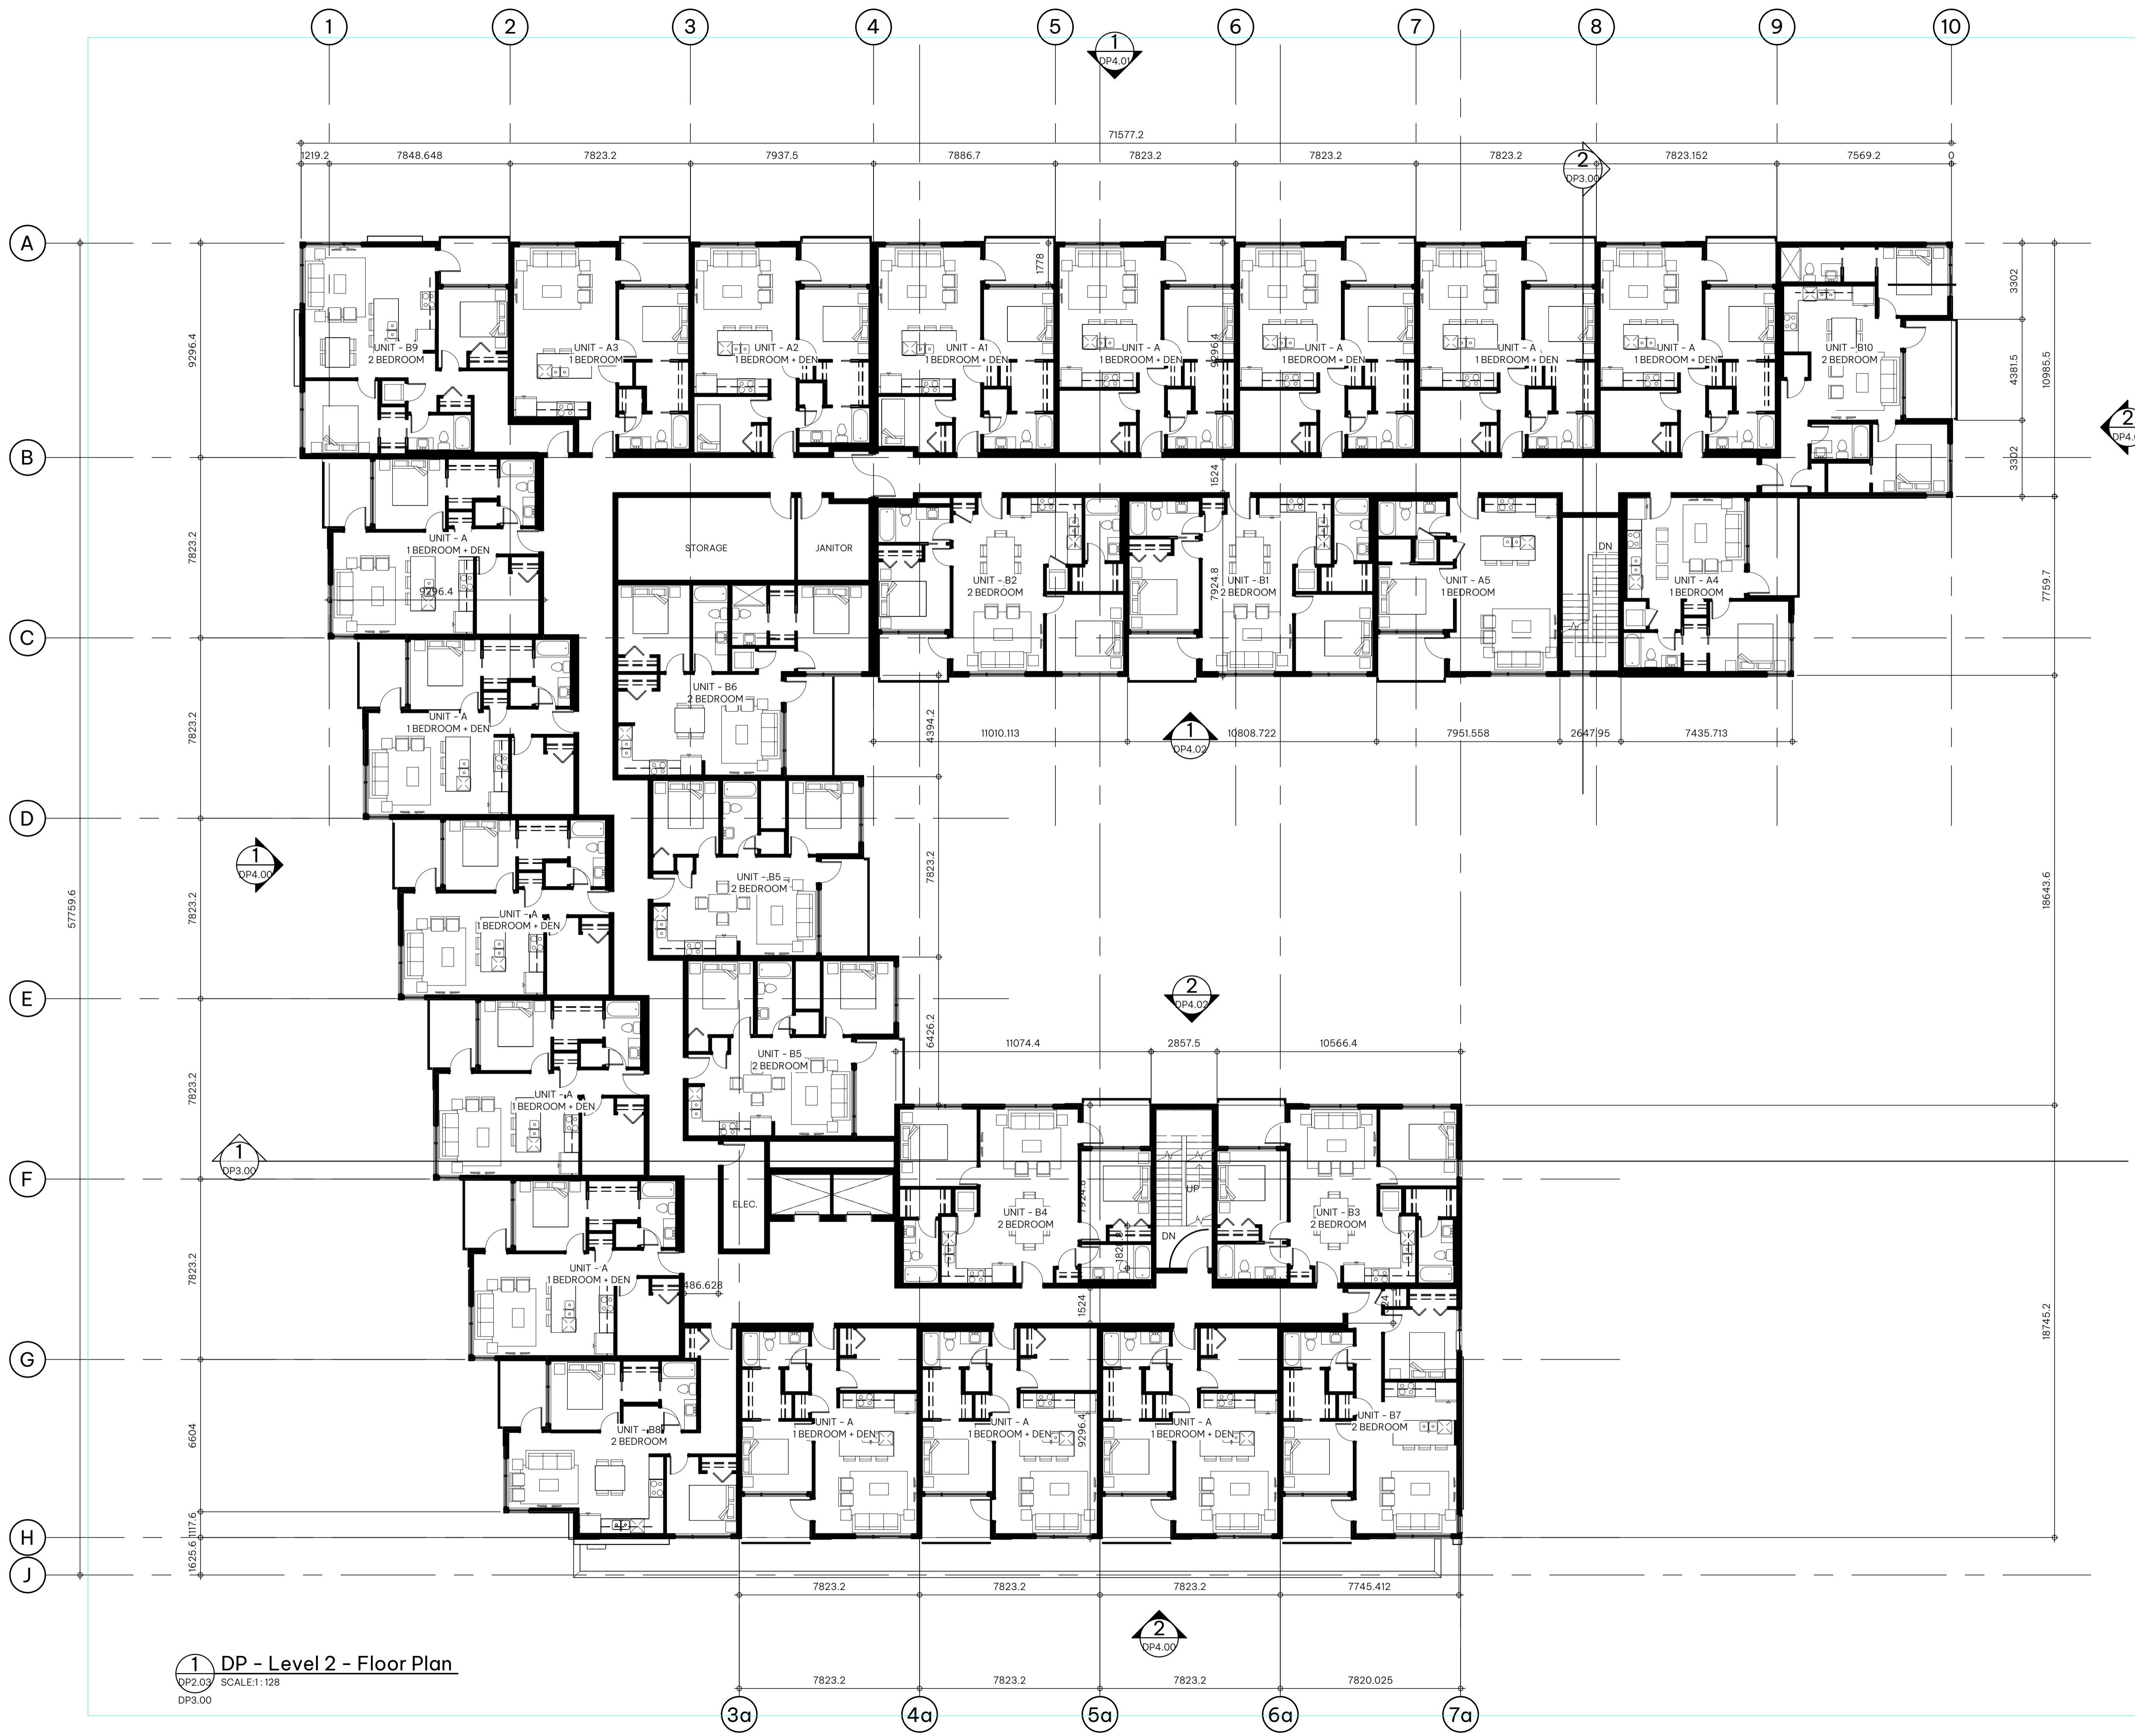 1
2
3
4
5
6
7
8
9
10
1
DP4.01
71577.2
1219.2
7848.648
7823.2
7937.5
7886.7
7823.2
7823.2
7823.2
7823.152
7569.2
0
2
DP3.00
A
B
C
D
E
F
G
H
J
57759.6
9296.4
7823.2
7823.2
7823.2
7823.2
7823.2
6604
1117.6
1625.6
UNIT - B9
2 BEDROOM
UNIT - A3
1 BEDROOM
UNIT - A2
1 BEDROOM + DEN
UNIT - A1
1 BEDROOM + DEN
1778
UNIT - A
1 BEDROOM + DEN
9296.4
UNIT - A
1 BEDROOM + DEN
UNIT - A
1 BEDROOM + DEN
UNIT - A
1 BEDROOM + DEN
UNIT - B10
2 BEDROOM
3302
4381.5
3302
10985.5
7759.7
18643.6
18745.2
2
1524
UNIT - A
1 BEDROOM + DEN
9296.4
STORAGE
JANITOR
UNIT - B2
2 BEDROOM
7924.8
UNIT - B1
2 BEDROOM
UNIT - A5
1 BEDROOM
DN
UNIT - A4
1 BEDROOM
UNIT - A
1 BEDROOM + DEN
UNIT - B6
2 BEDROOM
4394.2
11010.113
10808.722
7951.558
2647.95
7435.713
1
DP4.02
1
DP4.00
UNIT - B5
2 BEDROOM
7823.2
UNIT - A
1 BEDROOM + DEN
2
DP4.02
6426.2
11074.4
2857.5
10566.4
UNIT - B5
2 BEDROOM
UNIT - A
1 BEDROOM + DEN
1
DP3.00
ELEC.
UNIT - B4
2 BEDROOM
7924.8
UP
DN
UNIT - B3
2 BEDROOM
UNIT - A
1 BEDROOM + DEN
486.628
1524
UNIT - B8
2 BEDROOM
UNIT - A
1 BEDROOM + DEN
UNIT - A
1 BEDROOM + DEN
9296.4
UNIT - A
1 BEDROOM + DEN
UNIT - B7
2 BEDROOM
7823.2
7823.2
7823.2
7745.412
2
DP4.00
1
DP2.03
DP3.00
DP - Level 2 - Floor Plan
SCALE:1 : 128
7823.2
7823.2
7823.2
7820.025
3a
4a
5a
6a
7a